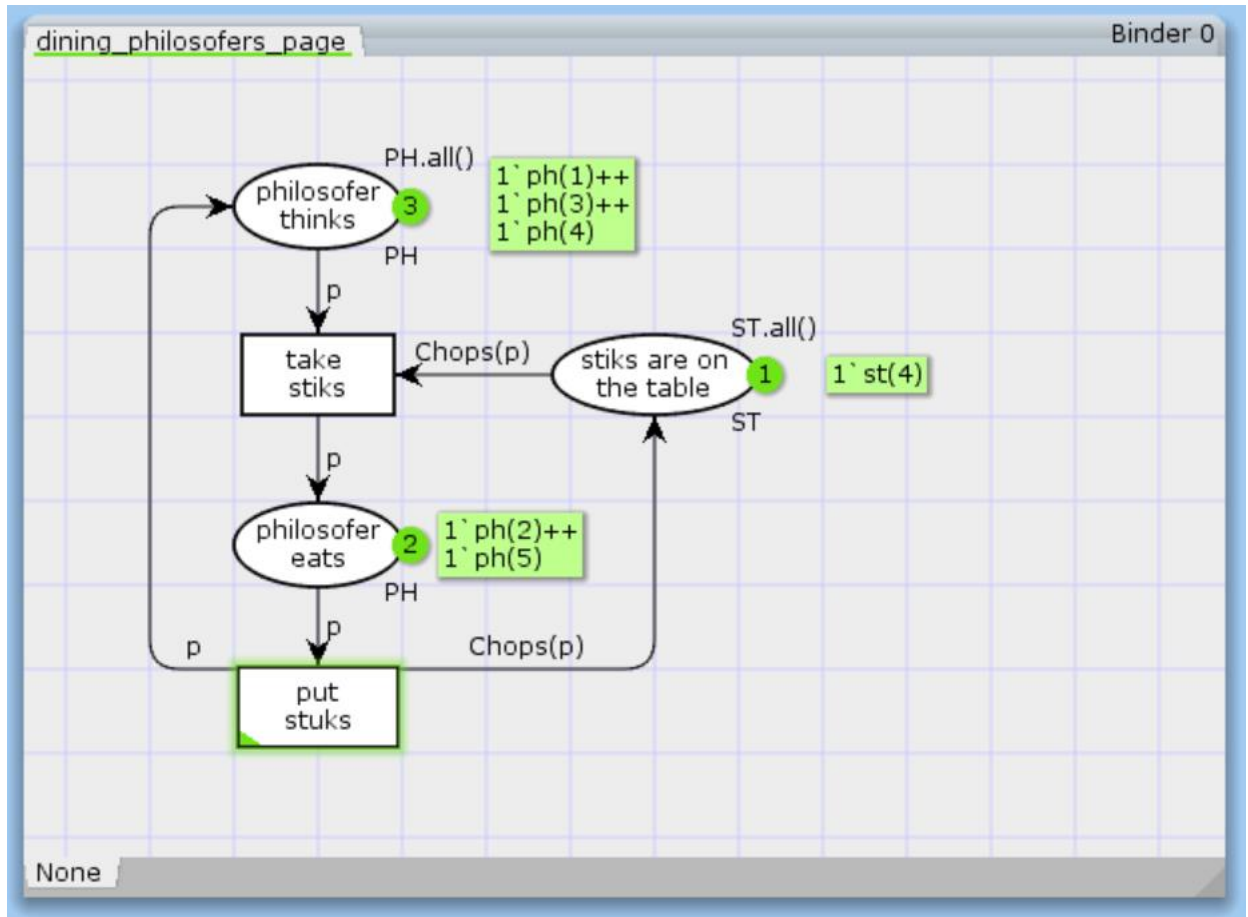 dining_philosofers_page
Binder 0
PH.all()
philosofer
thinks
3
1`ph(1)++
1`ph(3)++
1`ph(4)
PH
p
take
stiks
Chops(p)
stiks are on
the table
ST.all()
1
1`st(4)
ST
p
philosofer
eats
2
1`ph(2)++
1`ph(5)
PH
p
p
Chops(p)
put
stuks
None